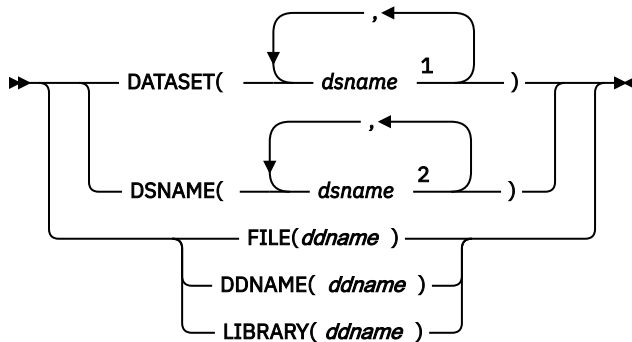 ,
DATASET( dsname 1 )
,
DSNAME( dsname 2 )
FILE(ddname )
DDNAME( ddname )
LIBRARY( ddname )